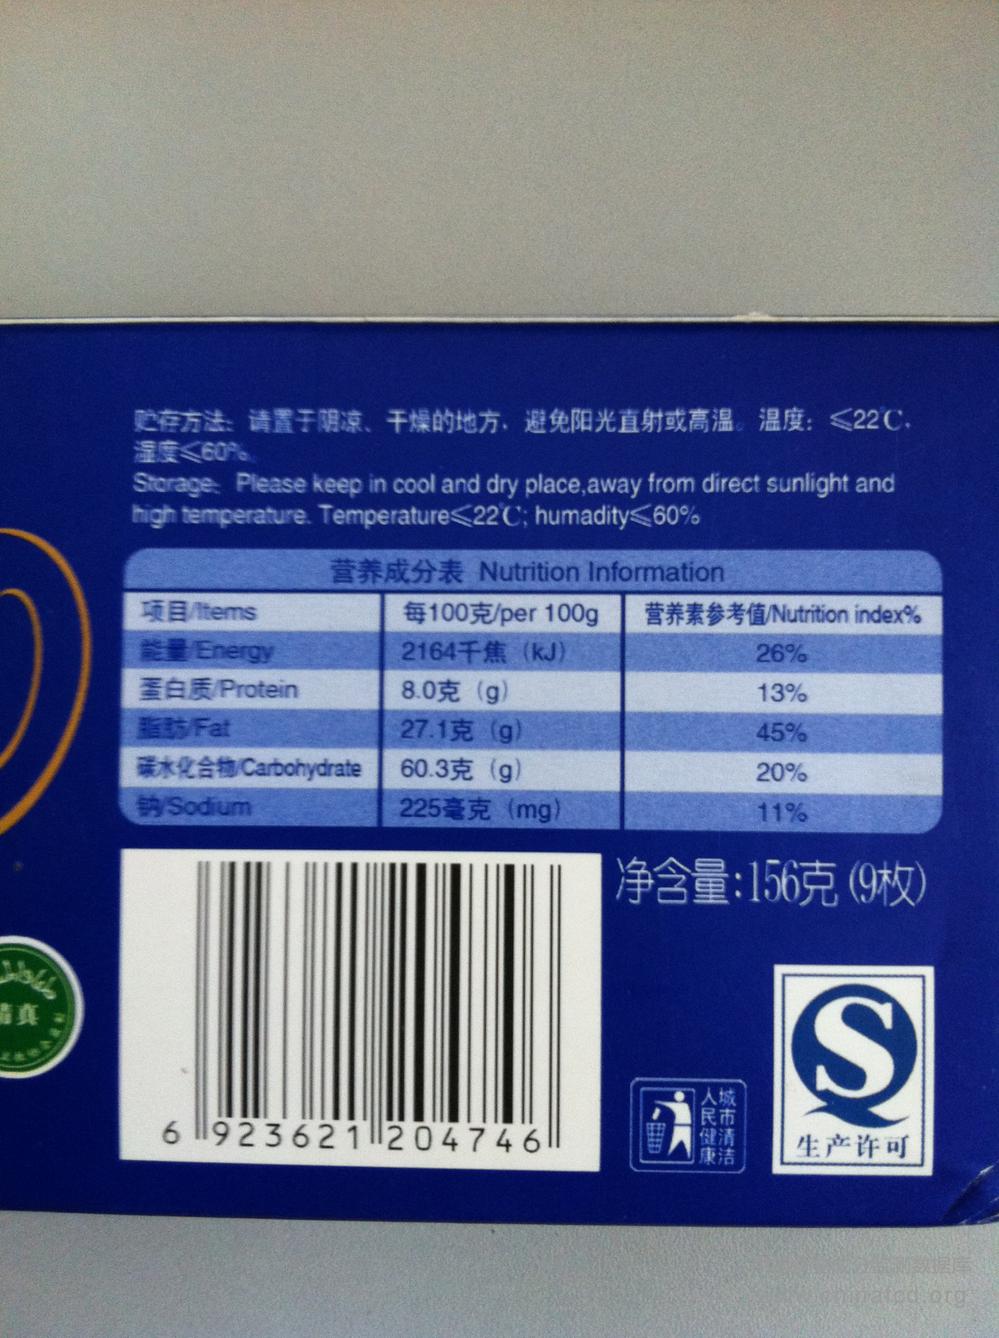 贮存方法：请置于阴凉、干燥的地方，避免阳光直射或高温。温度：≤22℃，
湿度≤60%。
Storage: Please keep in cool and dry place,away from direct sunlight and
high temperature. Temperature≤22℃; humadity≤60%
营养成分表 Nutrition Information
项目/Items 每100克/per 100g 营养素参考值/Nutrition index%
能量/Energy 2164千焦（kJ） 26%
蛋白质/Protein 8.0克（g） 13%
脂肪/Fat 27.1克（g） 45%
碳水化合物/Carbohydrate 60.3克（g） 20%
钠/Sodium 225毫克（mg） 11%
净含量:156克 (9枚)
清真
6 923621 204746
人民健康
城市清洁
生产许可
数据库
www.chinafcd.org